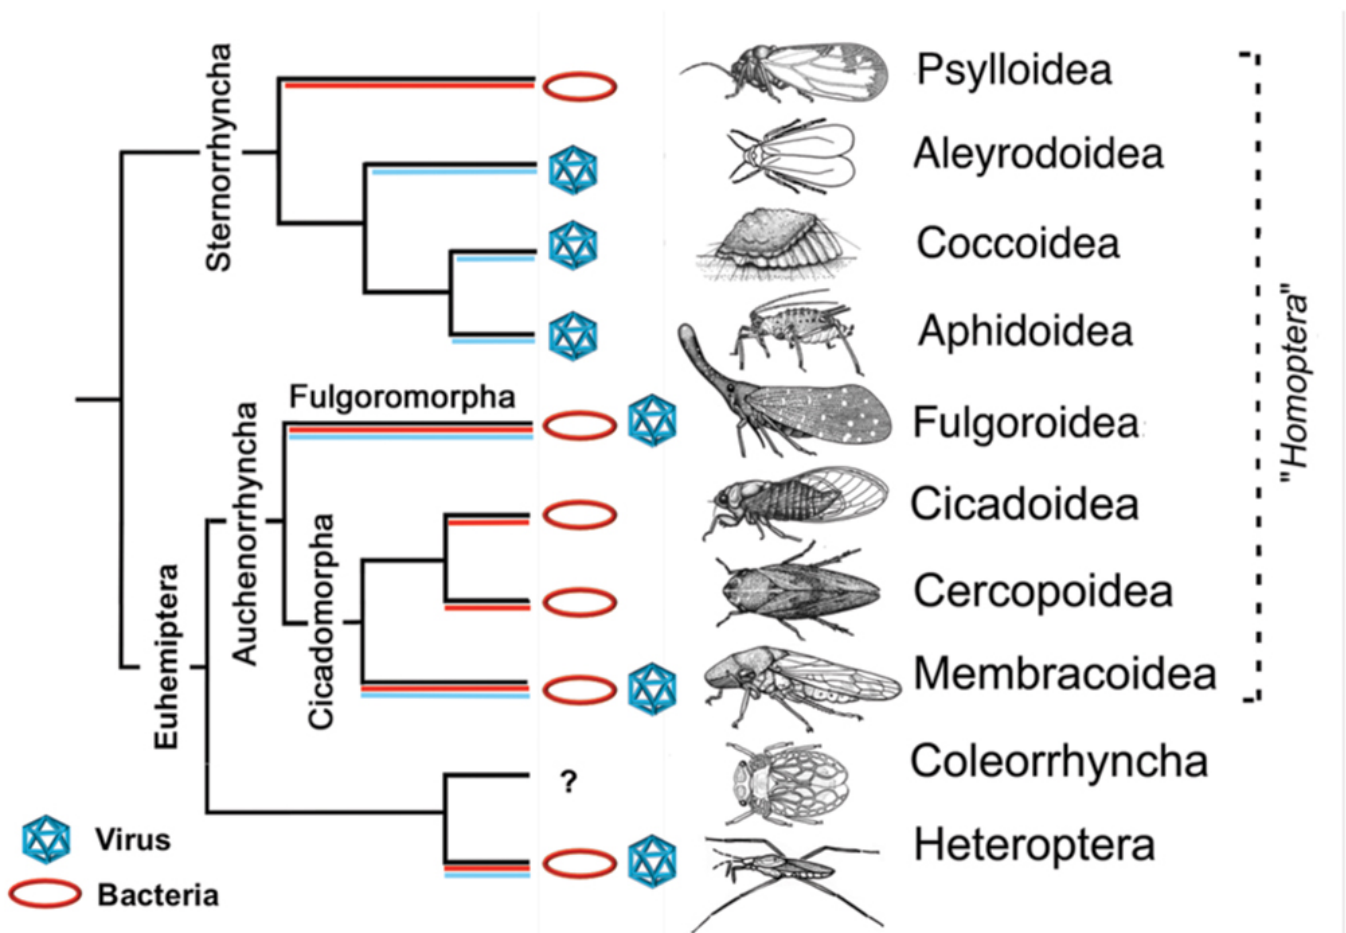 Sternorrhyncha
Psylloidea
Aleyrodoidea
Coccoidea
Aphidoidea
Fulgoromorpha
Fulgoroidea
Auchenorrhyncha
Cicadoidea
Cicadomorpha
Cercopoidea
Euhemiptera
Membracoidea
"Homoptera"
?
Coleorrhyncha
Heteroptera
Virus
Bacteria